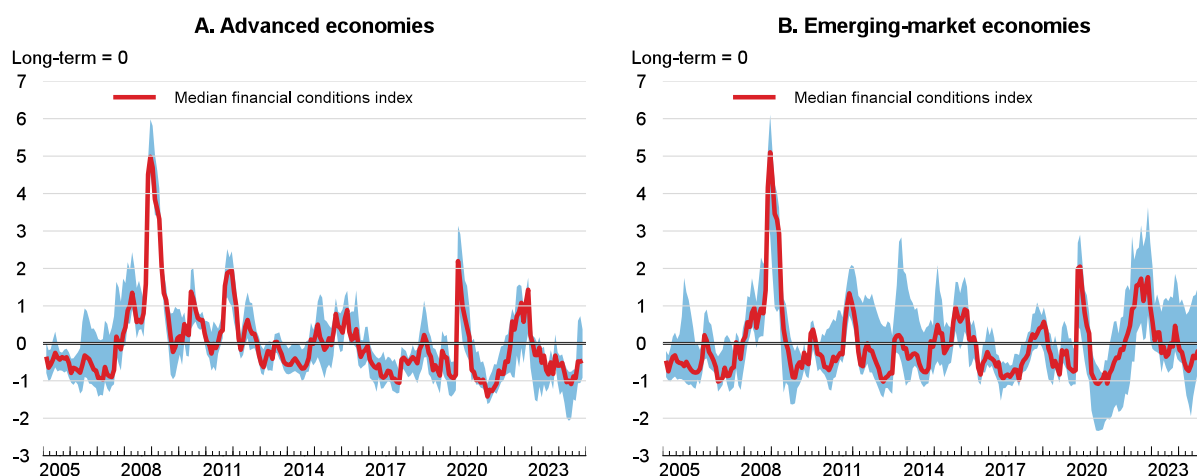 A. Advanced economies
Long-term = 0
7
Median financial conditions index
6
5
4
3
2
1
0
-1
-2
-3
2005 2008 2011 2014 2017 2020 2023
B. Emerging-market economies
Long-term = 0
7
Median financial conditions index
6
5
4
3
2
1
0
-1
-2
-3
2005 2008 2011 2014 2017 2020 2023